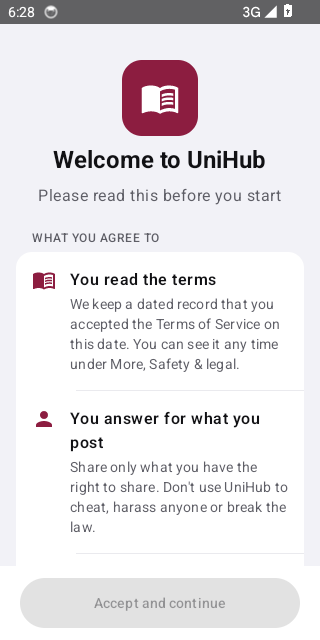 6:28
3G
Welcome to UniHub
Please read this before you start
WHAT YOU AGREE TO
You read the terms
We keep a dated record that you
accepted the Terms of Service on
this date. You can see it any time
under More, Safety & legal.
You answer for what you
post
Share only what you have the
right to share. Don't use UniHub to
cheat, harass anyone or break the
law.
Accept and continue